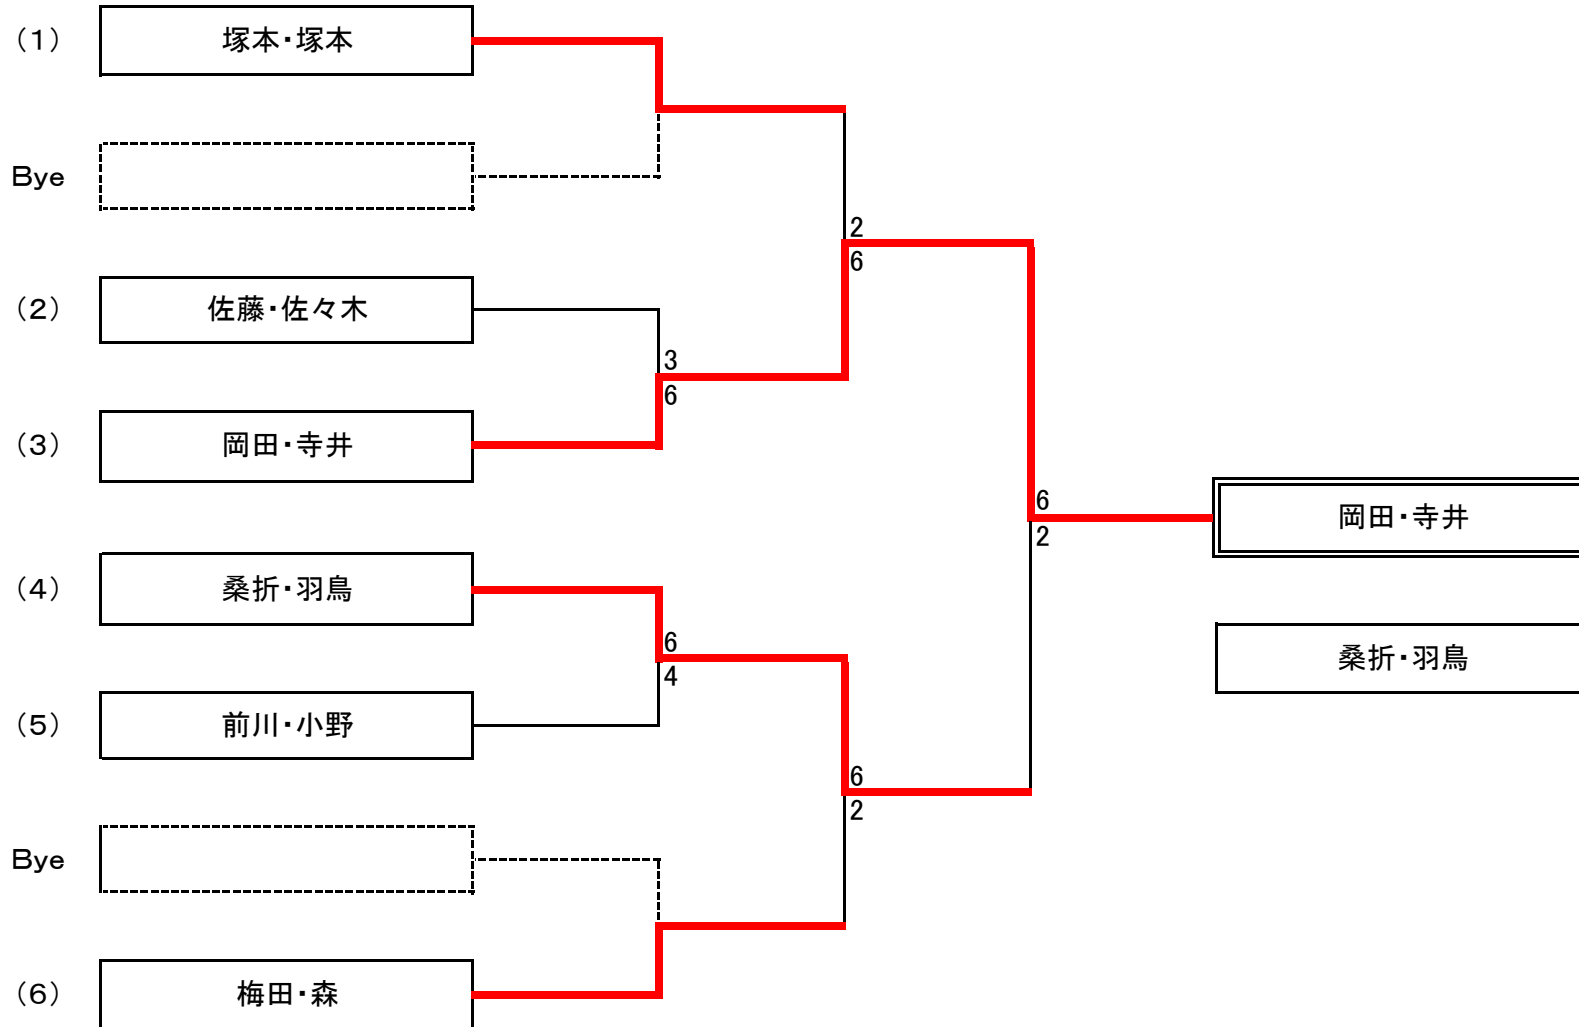 (1) 塚本・塚本
Bye
2
6
(2) 佐藤・佐々木
3
6
(3) 岡田・寺井
6
2
岡田・寺井
(4) 桑折・羽鳥
6
4
桑折・羽鳥
(5) 前川・小野
6
2
Bye
(6) 梅田・森